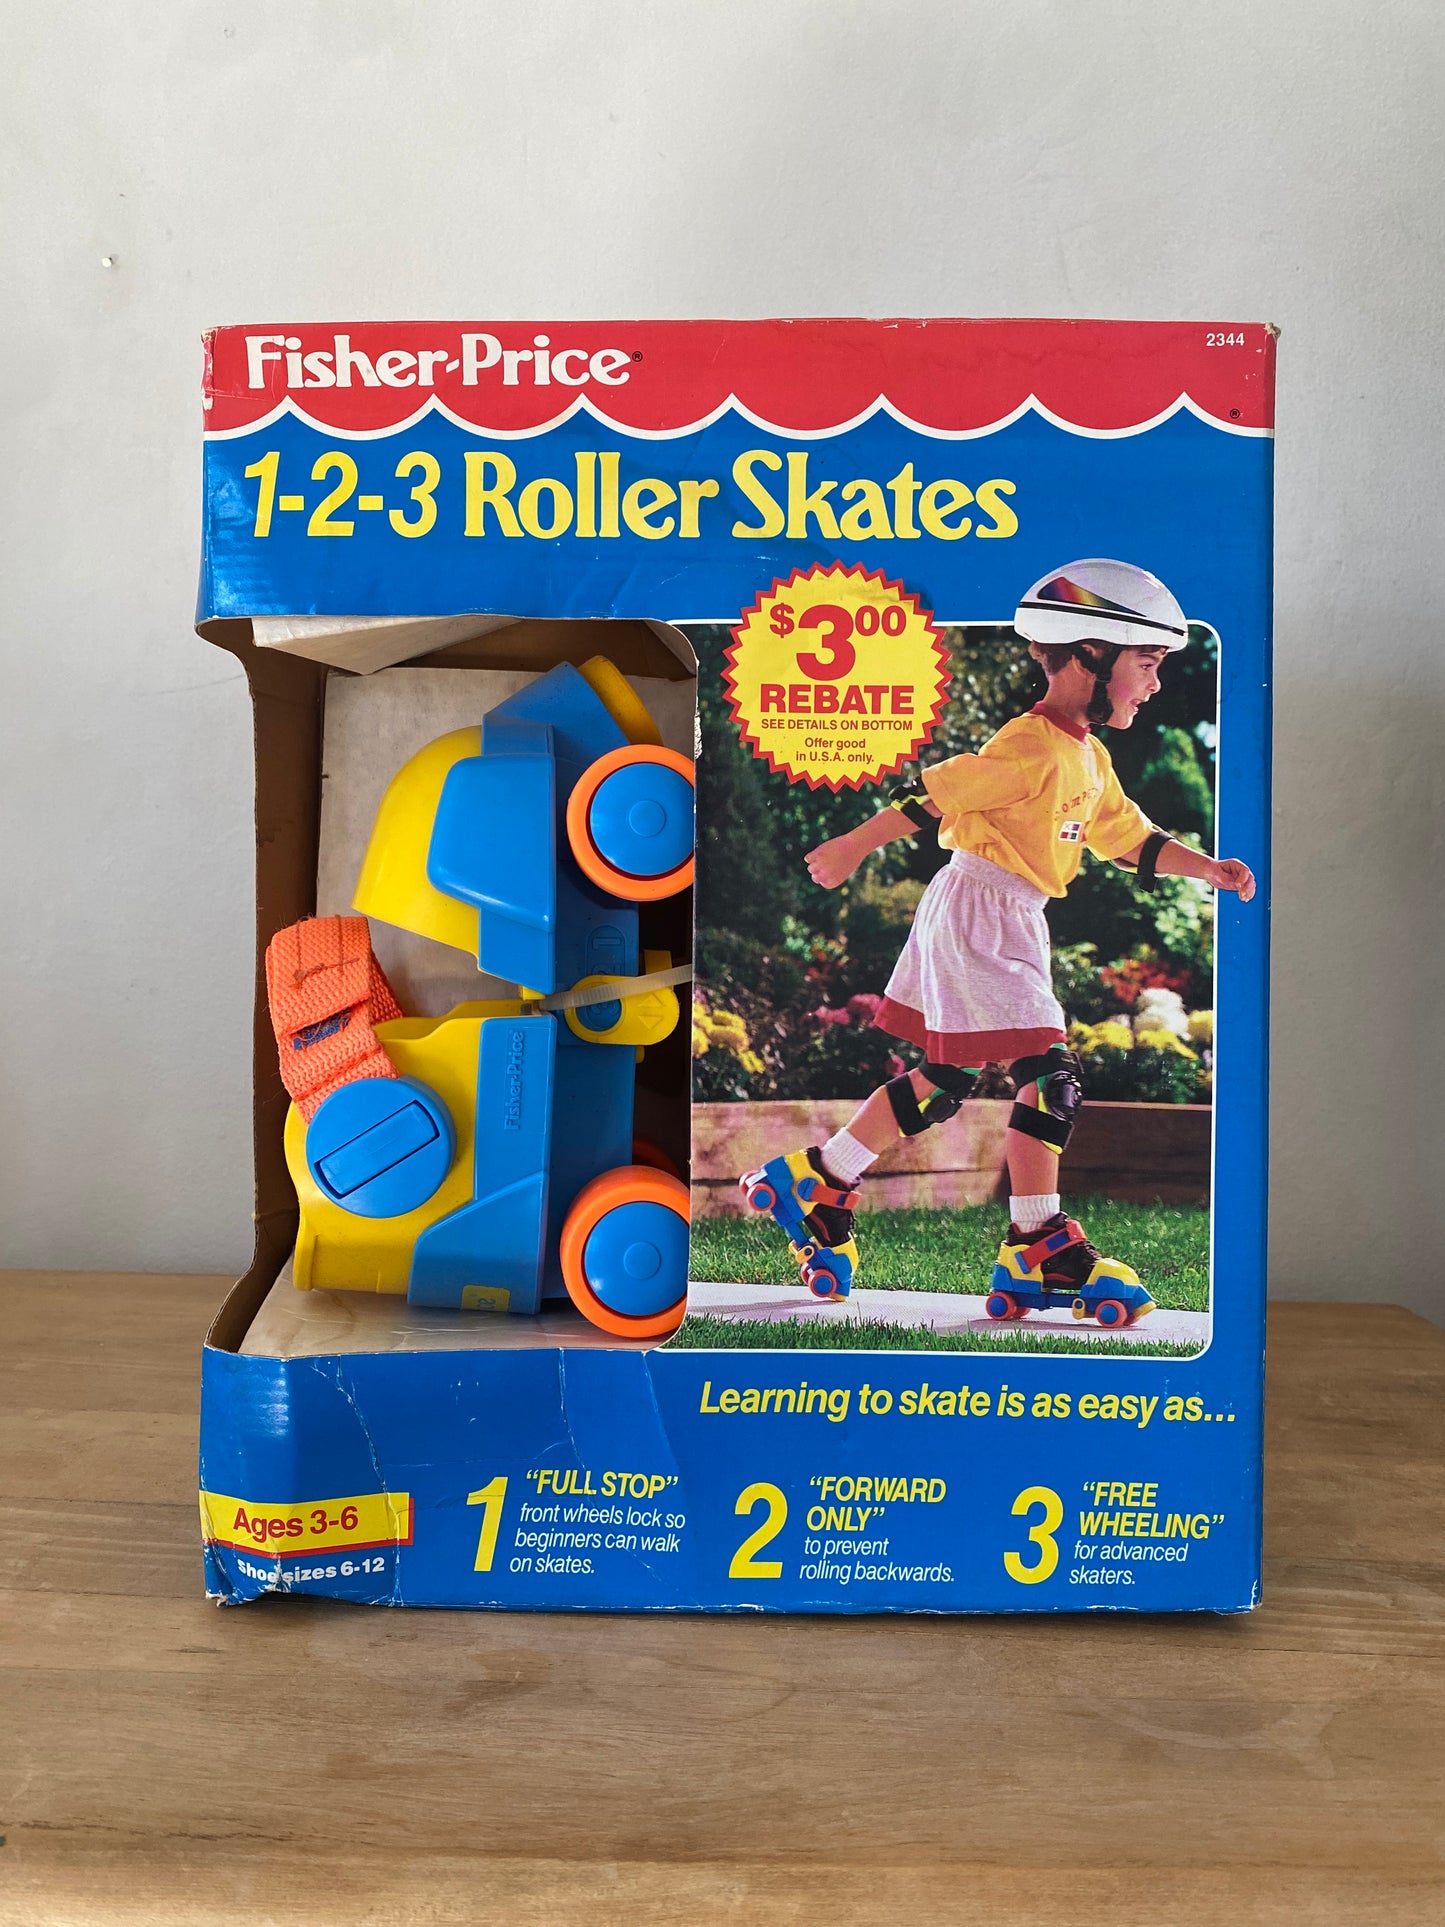 Fisher-Price®
2344
®
1-2-3 Roller Skates
$3.00
REBATE
SEE DETAILS ON BOTTOM
Offer good
in U.S.A. only.
Fisher-Price
Learning to skate is as easy as...
1 "FULL STOP"
front wheels lock so
beginners can walk
on skates.
2 "FORWARD
ONLY"
to prevent
rolling backwards.
3 "FREE
WHEELING"
for advanced
skaters.
Ages 3-6
Shoe sizes 6-12